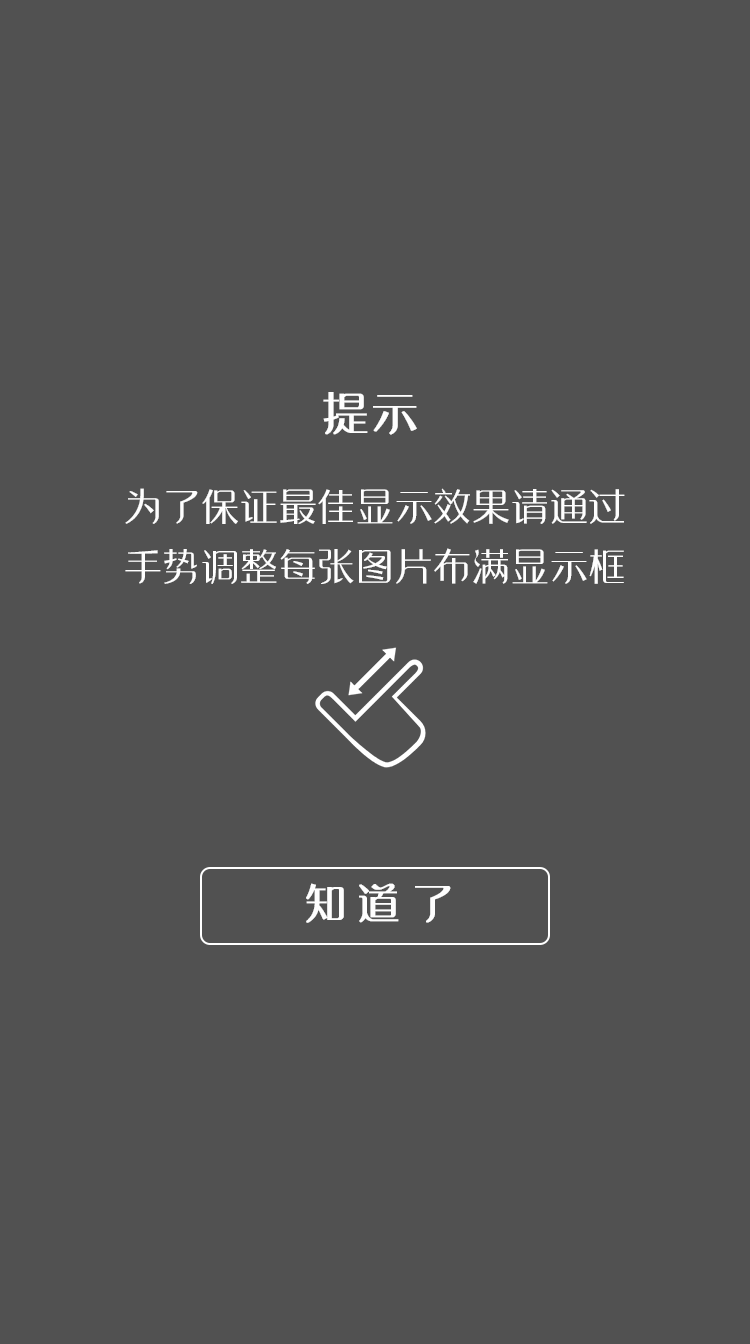 提示
为了保证最佳显示效果请通过
手势调整每张图片布满显示框
知道了